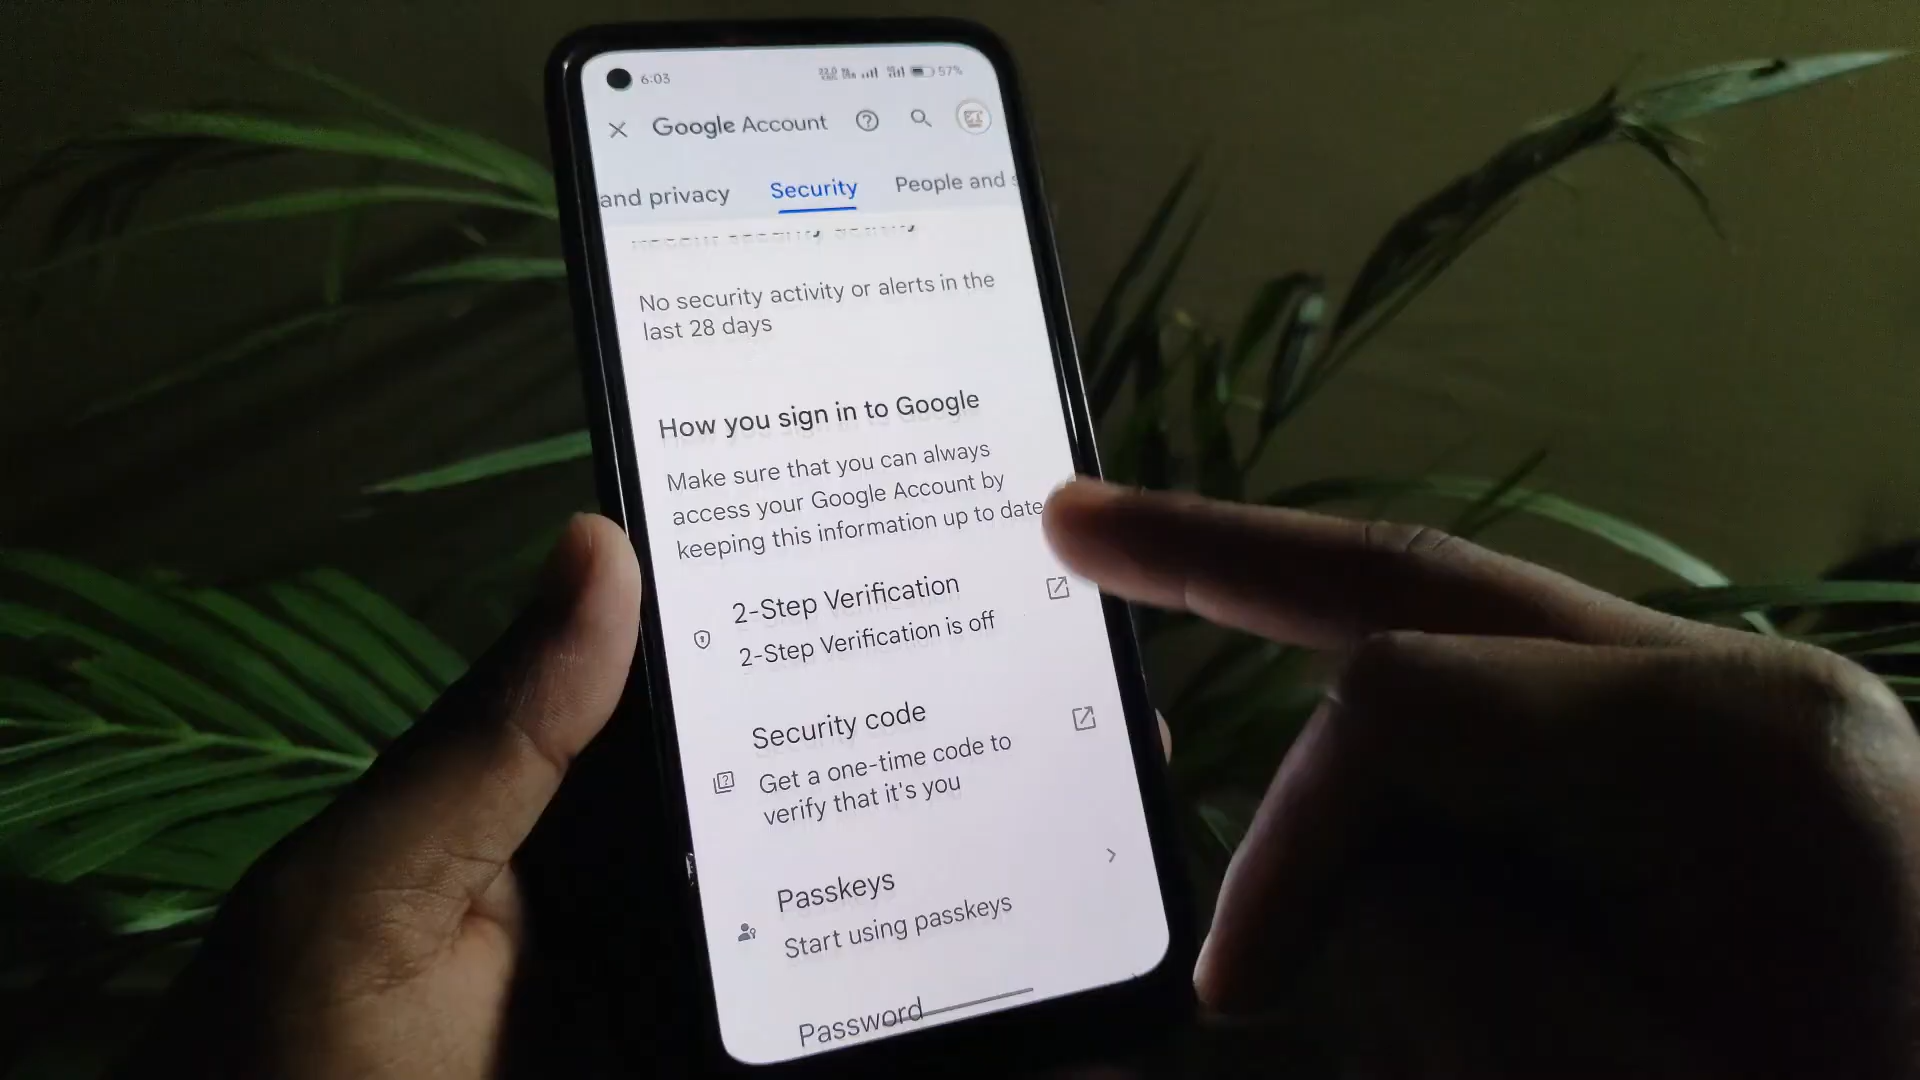 6:03
57%
Google Account
and privacy Security People and
No security activity or alerts in the
last 28 days
How you sign in to Google
Make sure that you can always
access your Google Account by
keeping this information up to date
2-Step Verification
2-Step Verification is off
Security code
Get a one-time code to
verify that it's you
Passkeys
Start using passkeys
Password